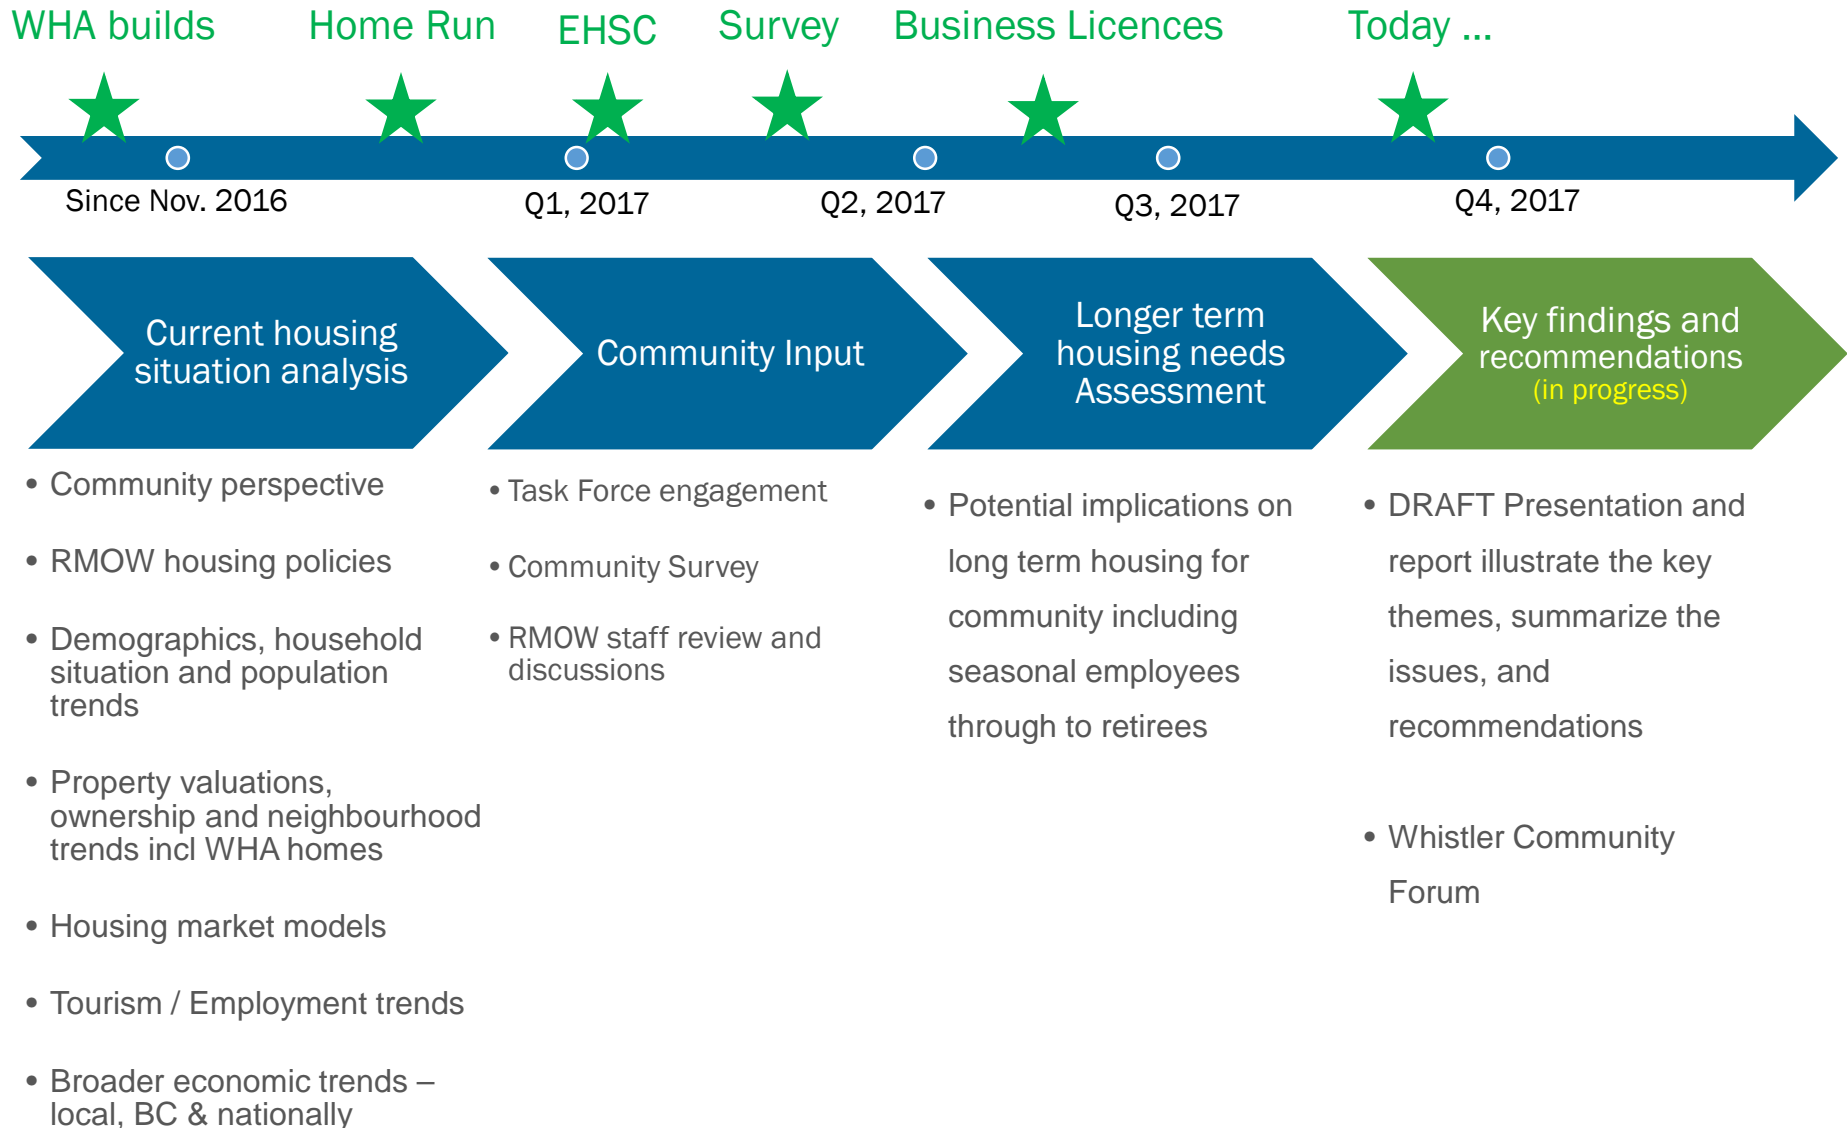 WHA builds
Home Run
EHSC
Survey
Business Licences
Today ...
Since Nov. 2016
Q1, 2017
Q2, 2017
Q3, 2017
Q4, 2017
Current housing
situation analysis
Community Input
Longer term
housing needs
Assessment
Key findings and
recommendations
(in progress)
• Community perspective
• RMOW housing policies
• Demographics, household
situation and population
trends
• Property valuations,
ownership and neighbourhood
trends incl WHA homes
• Housing market models
• Tourism / Employment trends
• Broader economic trends –
local, BC & nationally
• Task Force engagement
• Community Survey
• RMOW staff review and
discussions
• Potential implications on
long term housing for
community including
seasonal employees
through to retirees
• DRAFT Presentation and
report illustrate the key
themes, summarize the
issues, and
recommendations
• Whistler Community
Forum